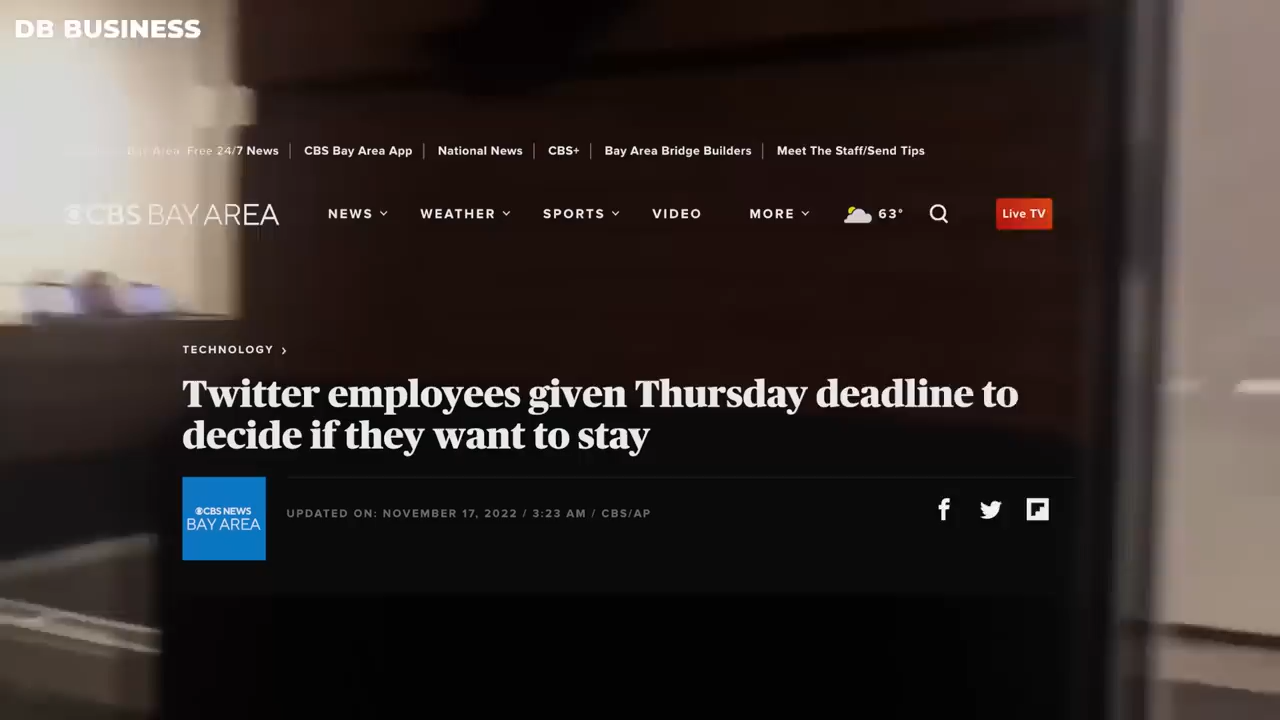 DB BUSINESS
Bay Area: Free 24/7 News CBS Bay Area App National News CBS+ Bay Area Bridge Builders Meet The Staff/Send Tips
CBS BAY AREA NEWS WEATHER SPORTS VIDEO MORE 63° Live TV
TECHNOLOGY
Twitter employees given Thursday deadline to
decide if they want to stay
CBS NEWS
BAY AREA
UPDATED ON: NOVEMBER 17, 2022 / 3:23 AM / CBS/AP